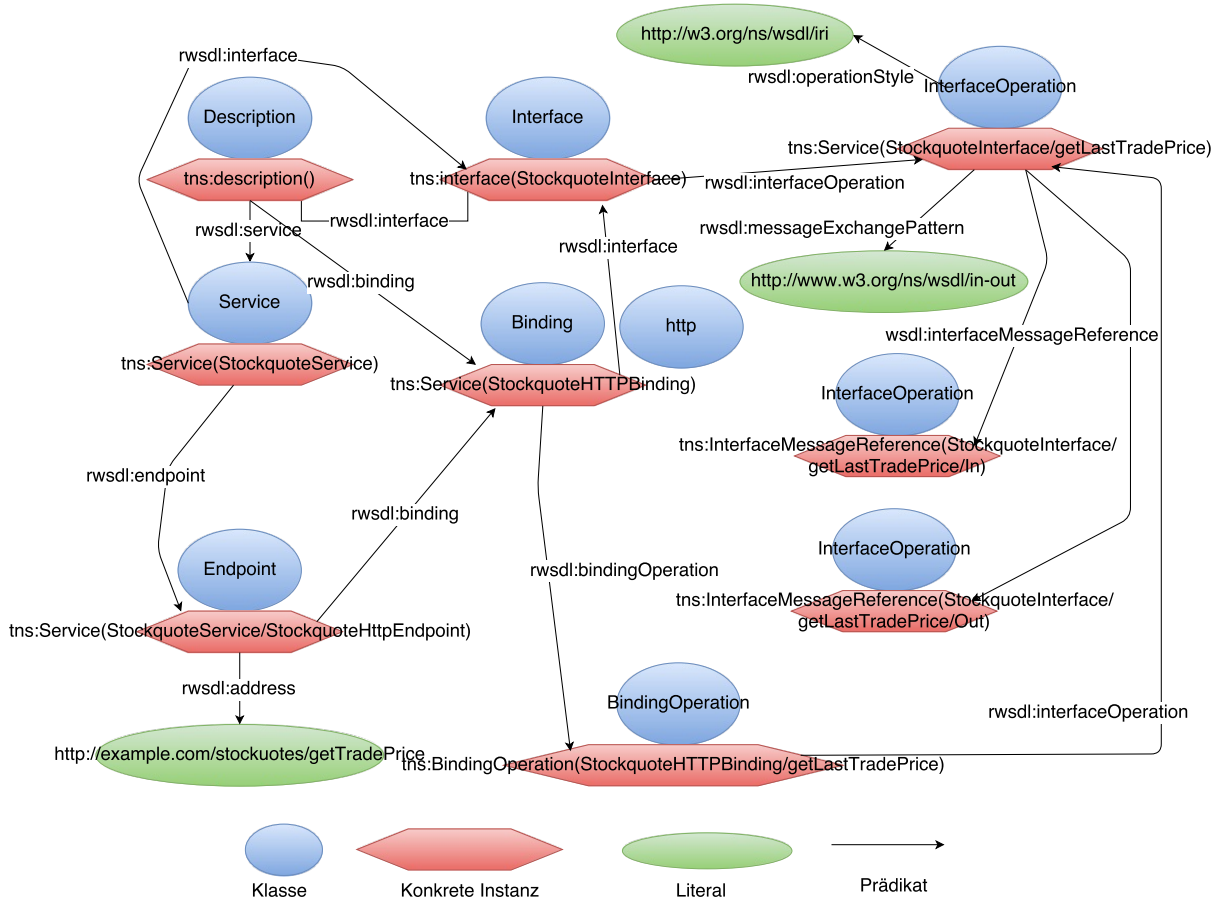 http://w3.org/ns/wsdl/iri
rwsdl:interface
rwsdl:operationStyle
InterfaceOperation
Description
Interface
tns:Service(StockquoteInterface/getLastTradePrice)
tns:description()
tns:interface(StockquoteInterface)
rwsdl:interfaceOperation
rwsdl:interface
rwsdl:service
rwsdl:messageExchangePattern
rwsdl:interface
rwsdl:binding
http://www.w3.org/ns/wsdl/in-out
Service
Binding
http
wsdl:interfaceMessageReference
tns:Service(StockquoteService)
tns:Service(StockquoteHTTPBinding)
InterfaceOperation
tns:InterfaceMessageReference(StockquoteInterface/
getLastTradePrice/In)
rwsdl:endpoint
rwsdl:binding
InterfaceOperation
Endpoint
rwsdl:bindingOperation
tns:InterfaceMessageReference(StockquoteInterface/
getLastTradePrice/Out)
tns:Service(StockquoteService/StockquoteHttpEndpoint)
rwsdl:address
BindingOperation
rwsdl:interfaceOperation
http://example.com/stockuotes/getTradePrice
tns:BindingOperation(StockquoteHTTPBinding/getLastTradePrice)
Klasse
Konkrete Instanz
Literal
Prädikat